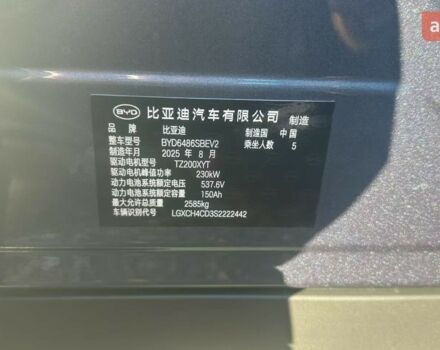 a
BYD 比亚迪汽车有限公司 制造
品 牌 比亚迪 制造国 中国
整车型号 BYD6486SBEV2 乘坐人数 5
制造年月 2025 年 8 月
驱动电机型号 TZ200XYT
驱动电机峰值功率 230kW
动力电池系统额定电压 537.6V
动力电池系统额定容量 150Ah
最大允许总质量 2585kg
车辆识别代号 LGXCH4CD3S2222442